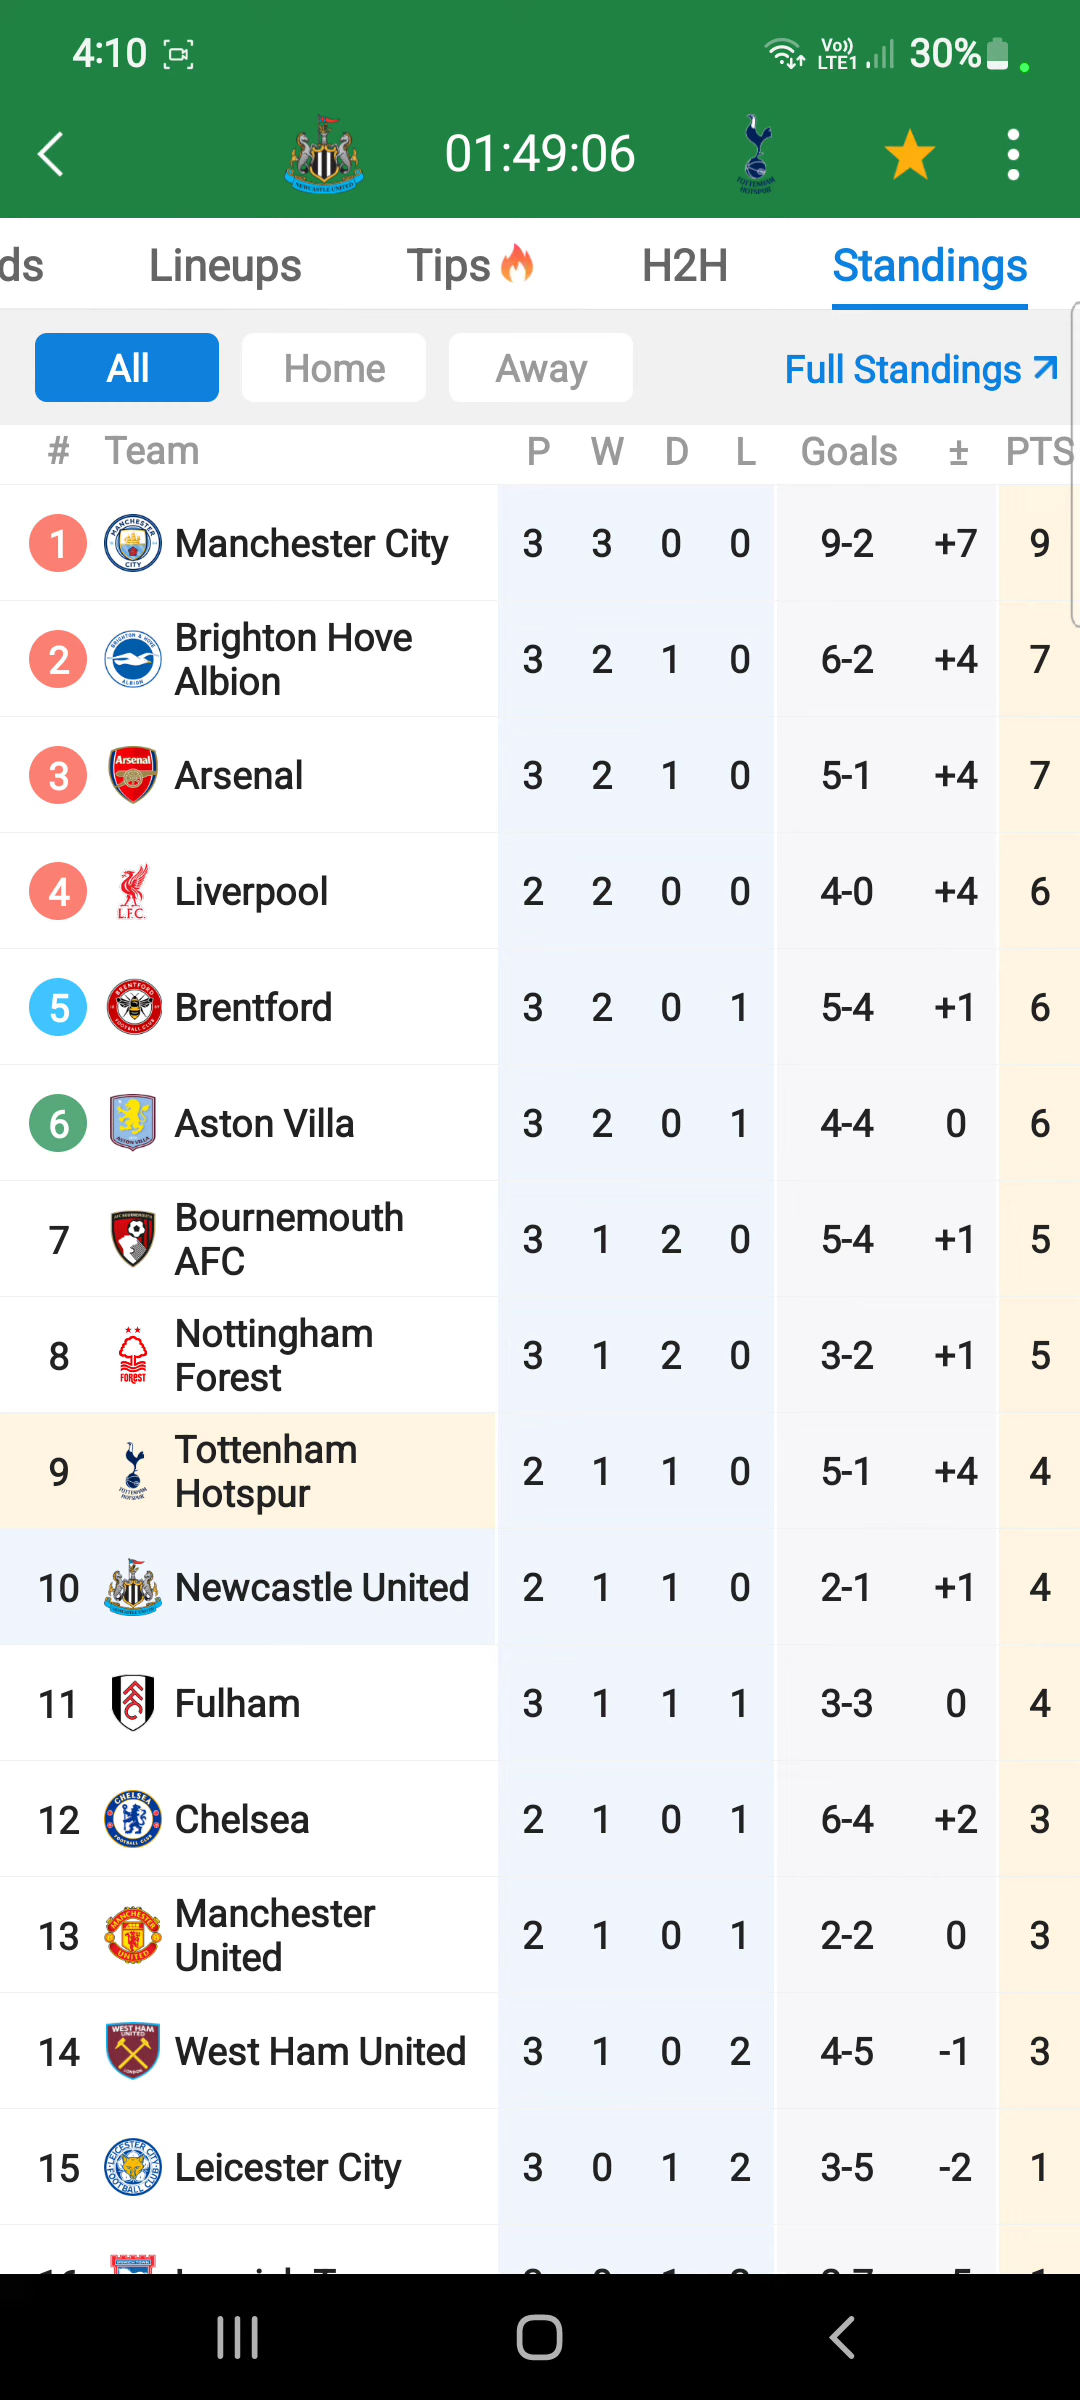 4:10 Vo)) LTE1 30%
01:49:06
ds Lineups Tips H2H Standings
All Home Away Full Standings
# Team P W D L Goals ± PTS
1 Manchester City 3 3 0 0 9-2 +7 9
2 Brighton Hove Albion 3 2 1 0 6-2 +4 7
3 Arsenal 3 2 1 0 5-1 +4 7
4 Liverpool 2 2 0 0 4-0 +4 6
5 Brentford 3 2 0 1 5-4 +1 6
6 Aston Villa 3 2 0 1 4-4 0 6
7 Bournemouth AFC 3 1 2 0 5-4 +1 5
8 Nottingham Forest 3 1 2 0 3-2 +1 5
9 Tottenham Hotspur 2 1 1 0 5-1 +4 4
10 Newcastle United 2 1 1 0 2-1 +1 4
11 Fulham 3 1 1 1 3-3 0 4
12 Chelsea 2 1 0 1 6-4 +2 3
13 Manchester United 2 1 0 1 2-2 0 3
14 West Ham United 3 1 0 2 4-5 -1 3
15 Leicester City 3 0 1 2 3-5 -2 1